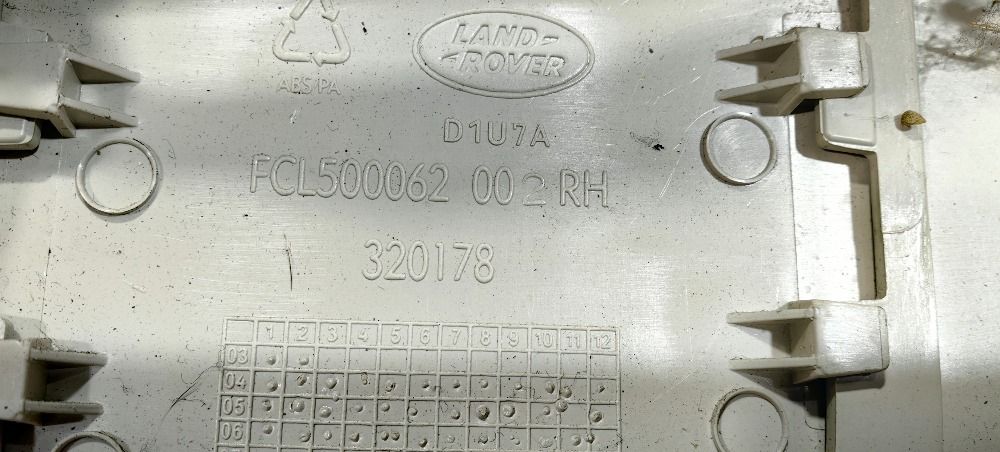 LAND-
ROVER
ABS/PA
D1U7A
FCL500062 002 RH
320178
1 2 3 4 5 6 7 8 9 10 11 12
03
04
05
06